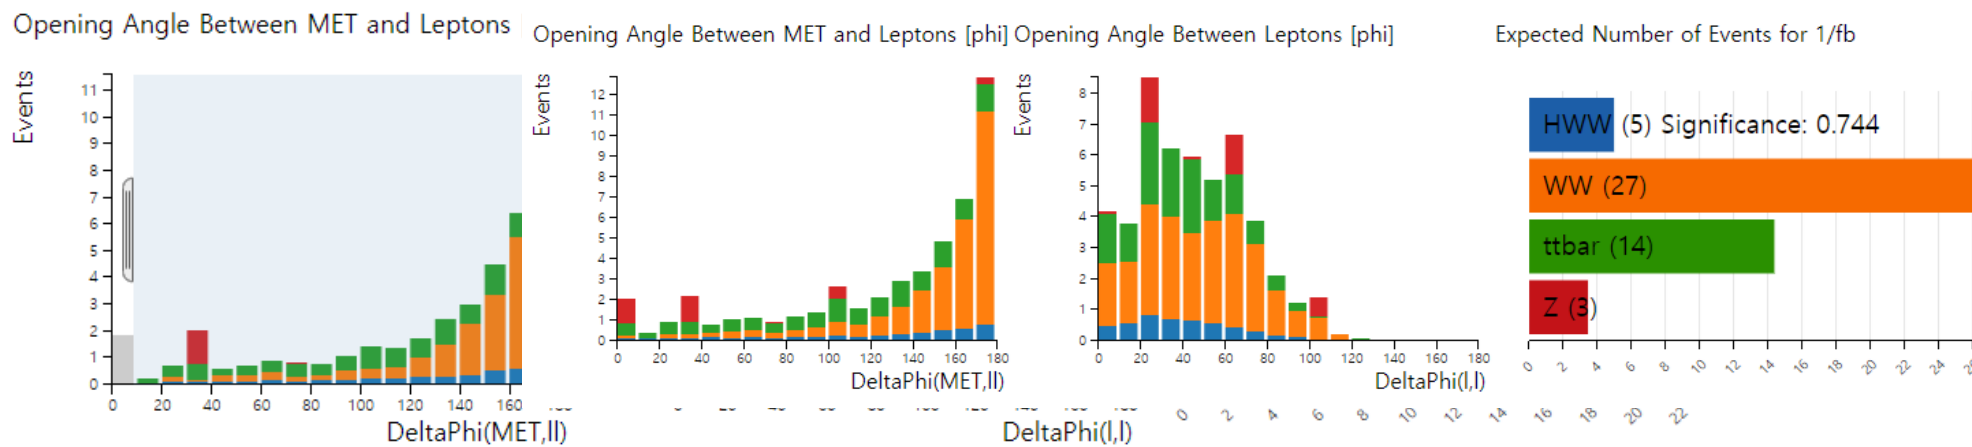 Opening Angle Between MET and Leptons
Events
11
10
9
8
7
6
5
4
3
2
1
0
0 20 40 60 80 100 120 140 160
DeltaPhi(MET,ll)
Opening Angle Between MET and Leptons [phi]
Events
12
11
10
9
8
7
6
5
4
3
2
1
0
0 20 40 60 80 100 120 140 160 180
DeltaPhi(MET,ll)
Opening Angle Between Leptons [phi]
Events
8
7
6
5
4
3
2
1
0
0 20 40 60 80 100 120 140 160 180
DeltaPhi(l,l)
DeltaPhi(l,l)
0 2 4 6 8 10 12 14 16 18 20 22
Expected Number of Events for 1/fb
HWW (5) Significance: 0.744
WW (27)
ttbar (14)
Z (3)
0 2 4 6 8 10 12 14 16 18 20 22 24